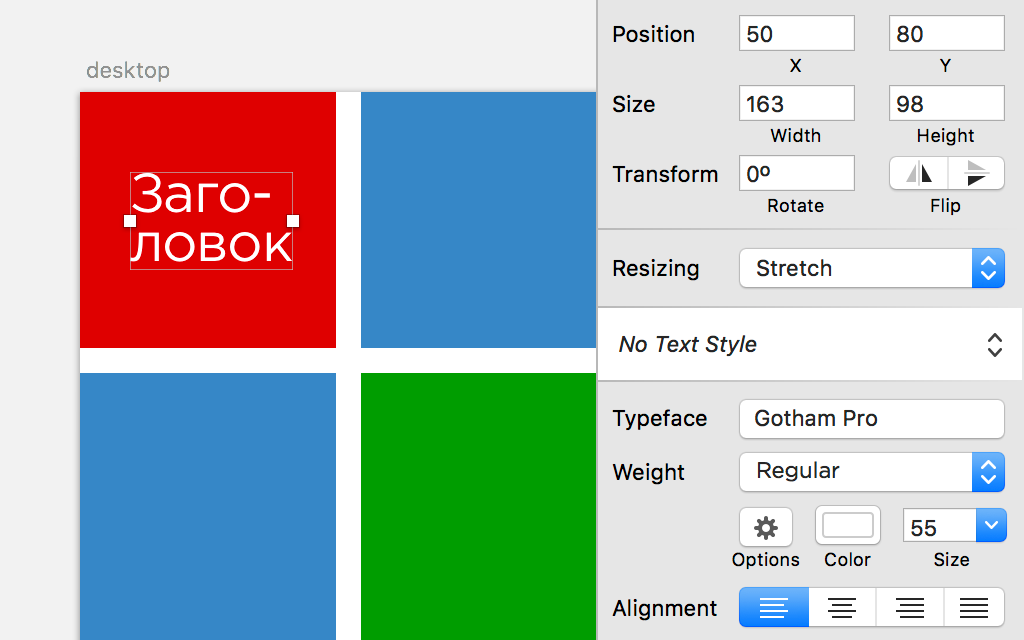 desktop
Заго-
ловок
Position 50 80
X Y
Size 163 98
Width Height
Transform 0º
Rotate Flip
Resizing Stretch
No Text Style
Typeface Gotham Pro
Weight Regular
55
Options Color Size
Alignment